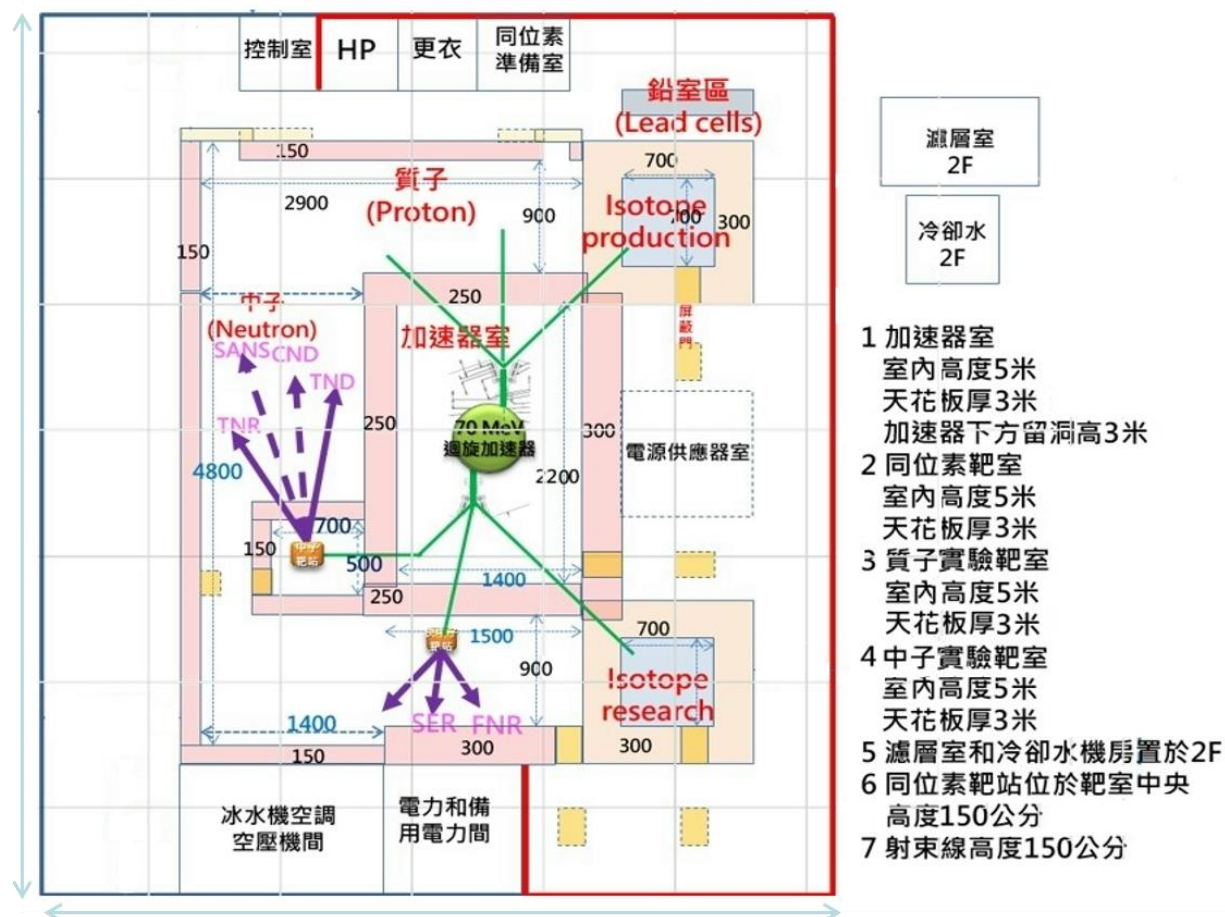 控制室
HP
更衣
同位素
準備室
鉛室區
(Lead cells)
150
2900
質子
(Proton)
900
700
700
300
Isotope
production
濾層室
2F
冷卻水
2F
150
中子
(Neutron)
SANS
CND
TND
TNR
4800
250
加速器室
250
70 MeV
迴旋加速器
2200
300
屏蔽門
電源供應器室
700
150
中子
靶站
500
1400
250
靶站
1500
900
700
Isotope
research
1400
150
SER
FNR
300
300
冰水機空調
空壓機間
電力和備
用電力間
1 加速器室
室內高度5米
天花板厚3米
加速器下方留洞高3米
2 同位素靶室
室內高度5米
天花板厚3米
3 質子實驗靶室
室內高度5米
天花板厚3米
4 中子實驗靶室
室內高度5米
天花板厚3米
5 濾層室和冷卻水機房置於2F
6 同位素靶站位於靶室中央
高度150公分
7 射束線高度150公分